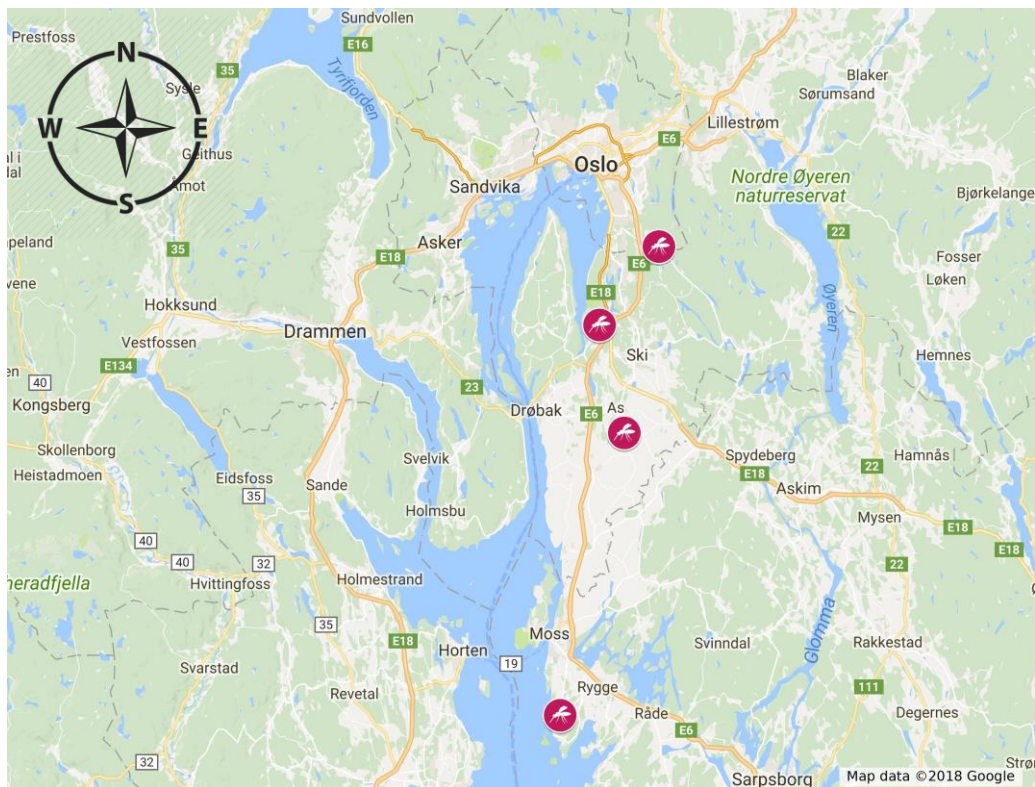 Prestfoss
Sundvollen
E16
N
35
Tyrifjorden
Sysle
Blaker
Sørumsand
Lillestrøm
E6
W
E
Geithus
Oslo
Nordre Øyeren
naturreservat
Åmot
Sandvika
Bjørkelange
S
22
Asker
35
E18
E6
Fosser
Løken
E18
Øyeren
Hokksund
Drammen
Vestfossen
Ski
Hemnes
E134
40
23
Kongsberg
Drøbak
E6
As
Skollenborg
Svelvik
Spydeberg
Hamnås
Heistadmoen
Eidsfoss
E18
22
35
Sande
Askim
Holmsbu
Mysen
40
E18
E18
40
32
22
Hvittingfoss
Holmestrand
35
Moss
Svinndal
Glomma
Rakkestad
E18
Horten
19
Svarstad
Revetal
Rygge
111
Råde
Degernes
E6
32
Sarpsborg
Map data ©2018 Google